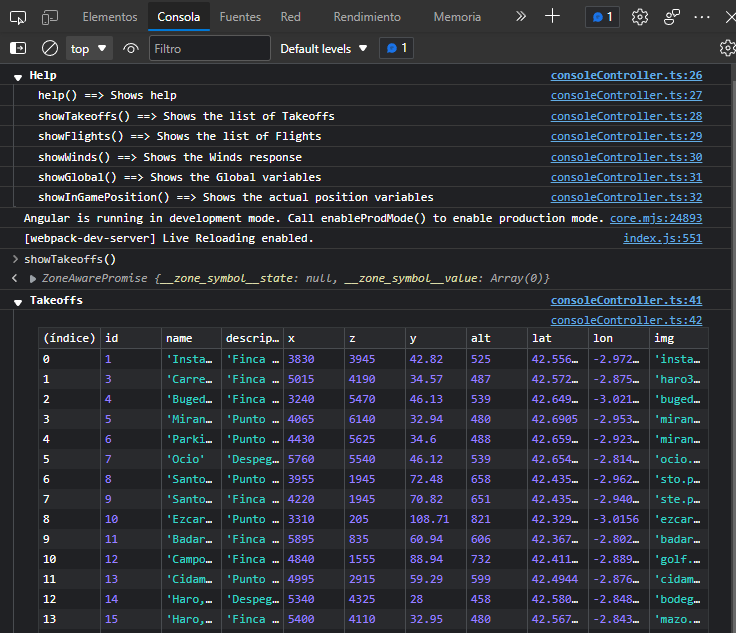 Elementos Consola Fuentes Red Rendimiento Memoria 1
top Filtro Default levels 1
Help consoleController.ts:26
help() ==> Shows help consoleController.ts:27
showTakeoffs() ==> Shows the list of Takeoffs consoleController.ts:28
showFlights() ==> Shows the list of Flights consoleController.ts:29
showWinds() ==> Shows the Winds response consoleController.ts:30
showGlobal() ==> Shows the Global variables consoleController.ts:31
showInGamePosition() ==> Shows the actual position variables consoleController.ts:32
Angular is running in development mode. Call enableProdMode() to enable production mode. core.mjs:24893
[webpack-dev-server] Live Reloading enabled. index.js:551
showTakeoffs()
ZoneAwarePromise {__zone_symbol__state: null, __zone_symbol__value: Array(0)}
Takeoffs consoleController.ts:41
consoleController.ts:42
(índice) id name descrip… x z y alt lat lon img
0 1 'Insta… 'Finca … 3830 3945 42.82 525 42.556… -2.972… 'insta…
1 3 'Carre… 'Finca … 5015 4190 34.57 487 42.572… -2.875… 'haro3…
2 4 'Buged… 'Finca … 3240 5470 46.13 539 42.649… -3.021… 'buged…
3 5 'Miran… 'Punto … 4065 6140 32.94 480 42.6905 -2.953… 'miran…
4 6 'Parki… 'Punto … 4430 5625 34.6 488 42.659… -2.923… 'miran…
5 7 'Ocio' 'Despeg… 5760 5540 46.12 539 42.654… -2.814… 'ocio.…
6 8 'Santo… 'Punto … 3955 1945 72.48 658 42.435… -2.962… 'sto.p…
7 9 'Santo… 'Finca … 4220 1945 70.82 651 42.435… -2.940… 'ste.p…
8 10 'Ezcar… 'Punto … 3310 205 108.71 821 42.329… -3.0156 'ezcar…
9 11 'Badar… 'Finca … 5895 835 60.94 606 42.367… -2.802… 'badar…
10 12 'Campo… 'Finca … 4840 1555 88.94 732 42.411… -2.889… 'golf.…
11 13 'Cidam… 'Punto … 4995 2915 59.29 599 42.4944 -2.876… 'cidam…
12 14 'Haro,… 'Despeg… 5340 4325 28 458 42.580… -2.848… 'bodeg…
13 15 'Haro,… 'Finca … 5400 4110 32.95 480 42.567… -2.843… 'mazo.…